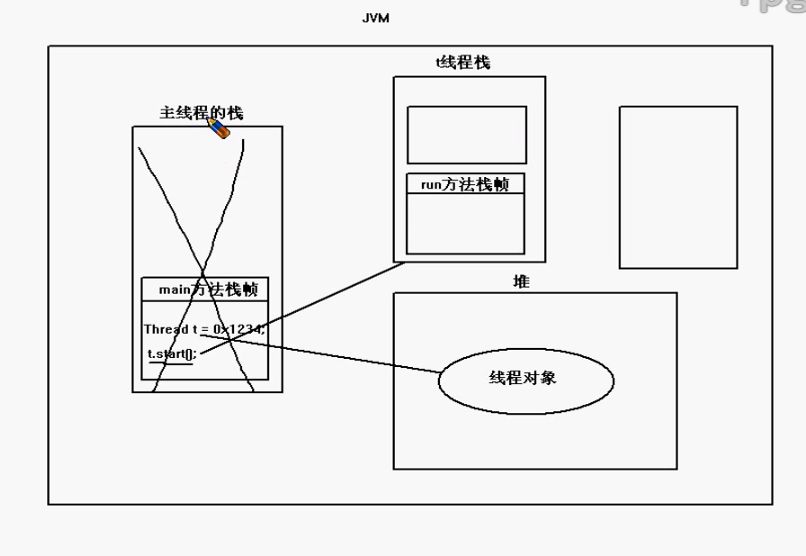 JVM
t线程栈
主线程的栈
run方法栈帧
堆
main方法栈帧
Thread t = 0x1234;
t.start();
线程对象